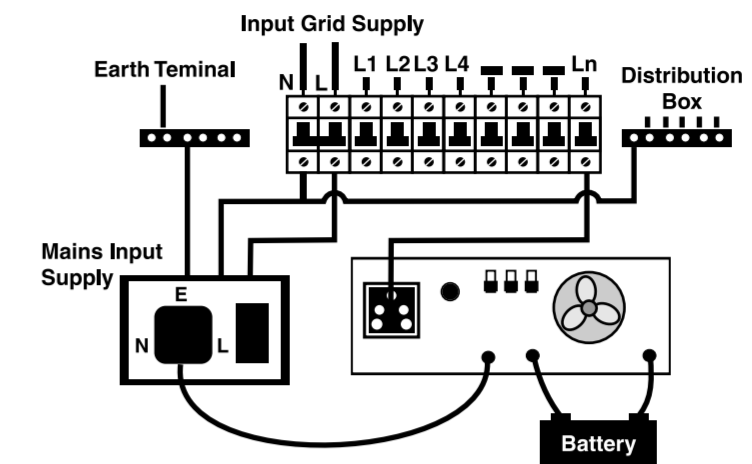 Input Grid Supply
Earth Teminal
N L L1 L2 L3 L4 Ln
Distribution
Box
Mains Input
Supply
E
N L
Battery